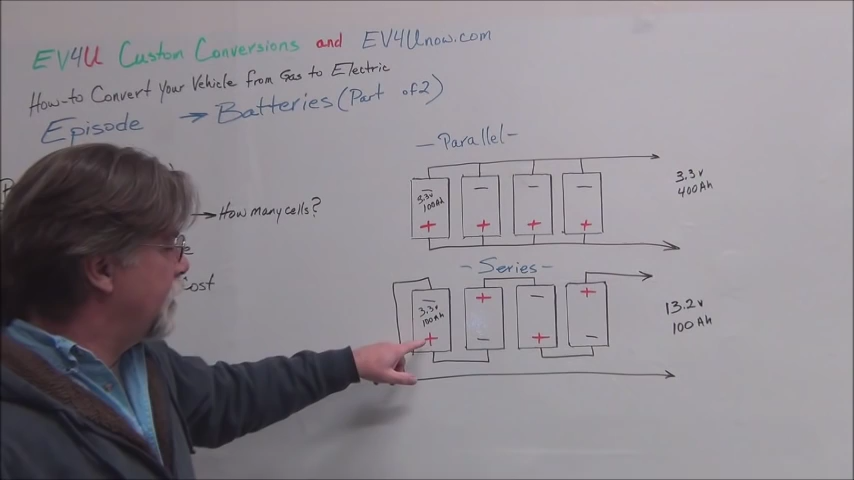 EV4U Custom Conversions and EV4Unow.com
How-to Convert Your Vehicle from Gas to Electric
Episode → Batteries (Part of 2)
- Parallel -
→ How many cells?
cost
- + - + - + - +
3.3v
100Ah
3.3v
400Ah
- Series -
- + + - - + + -
3.3v
100Ah
13.2v
100Ah